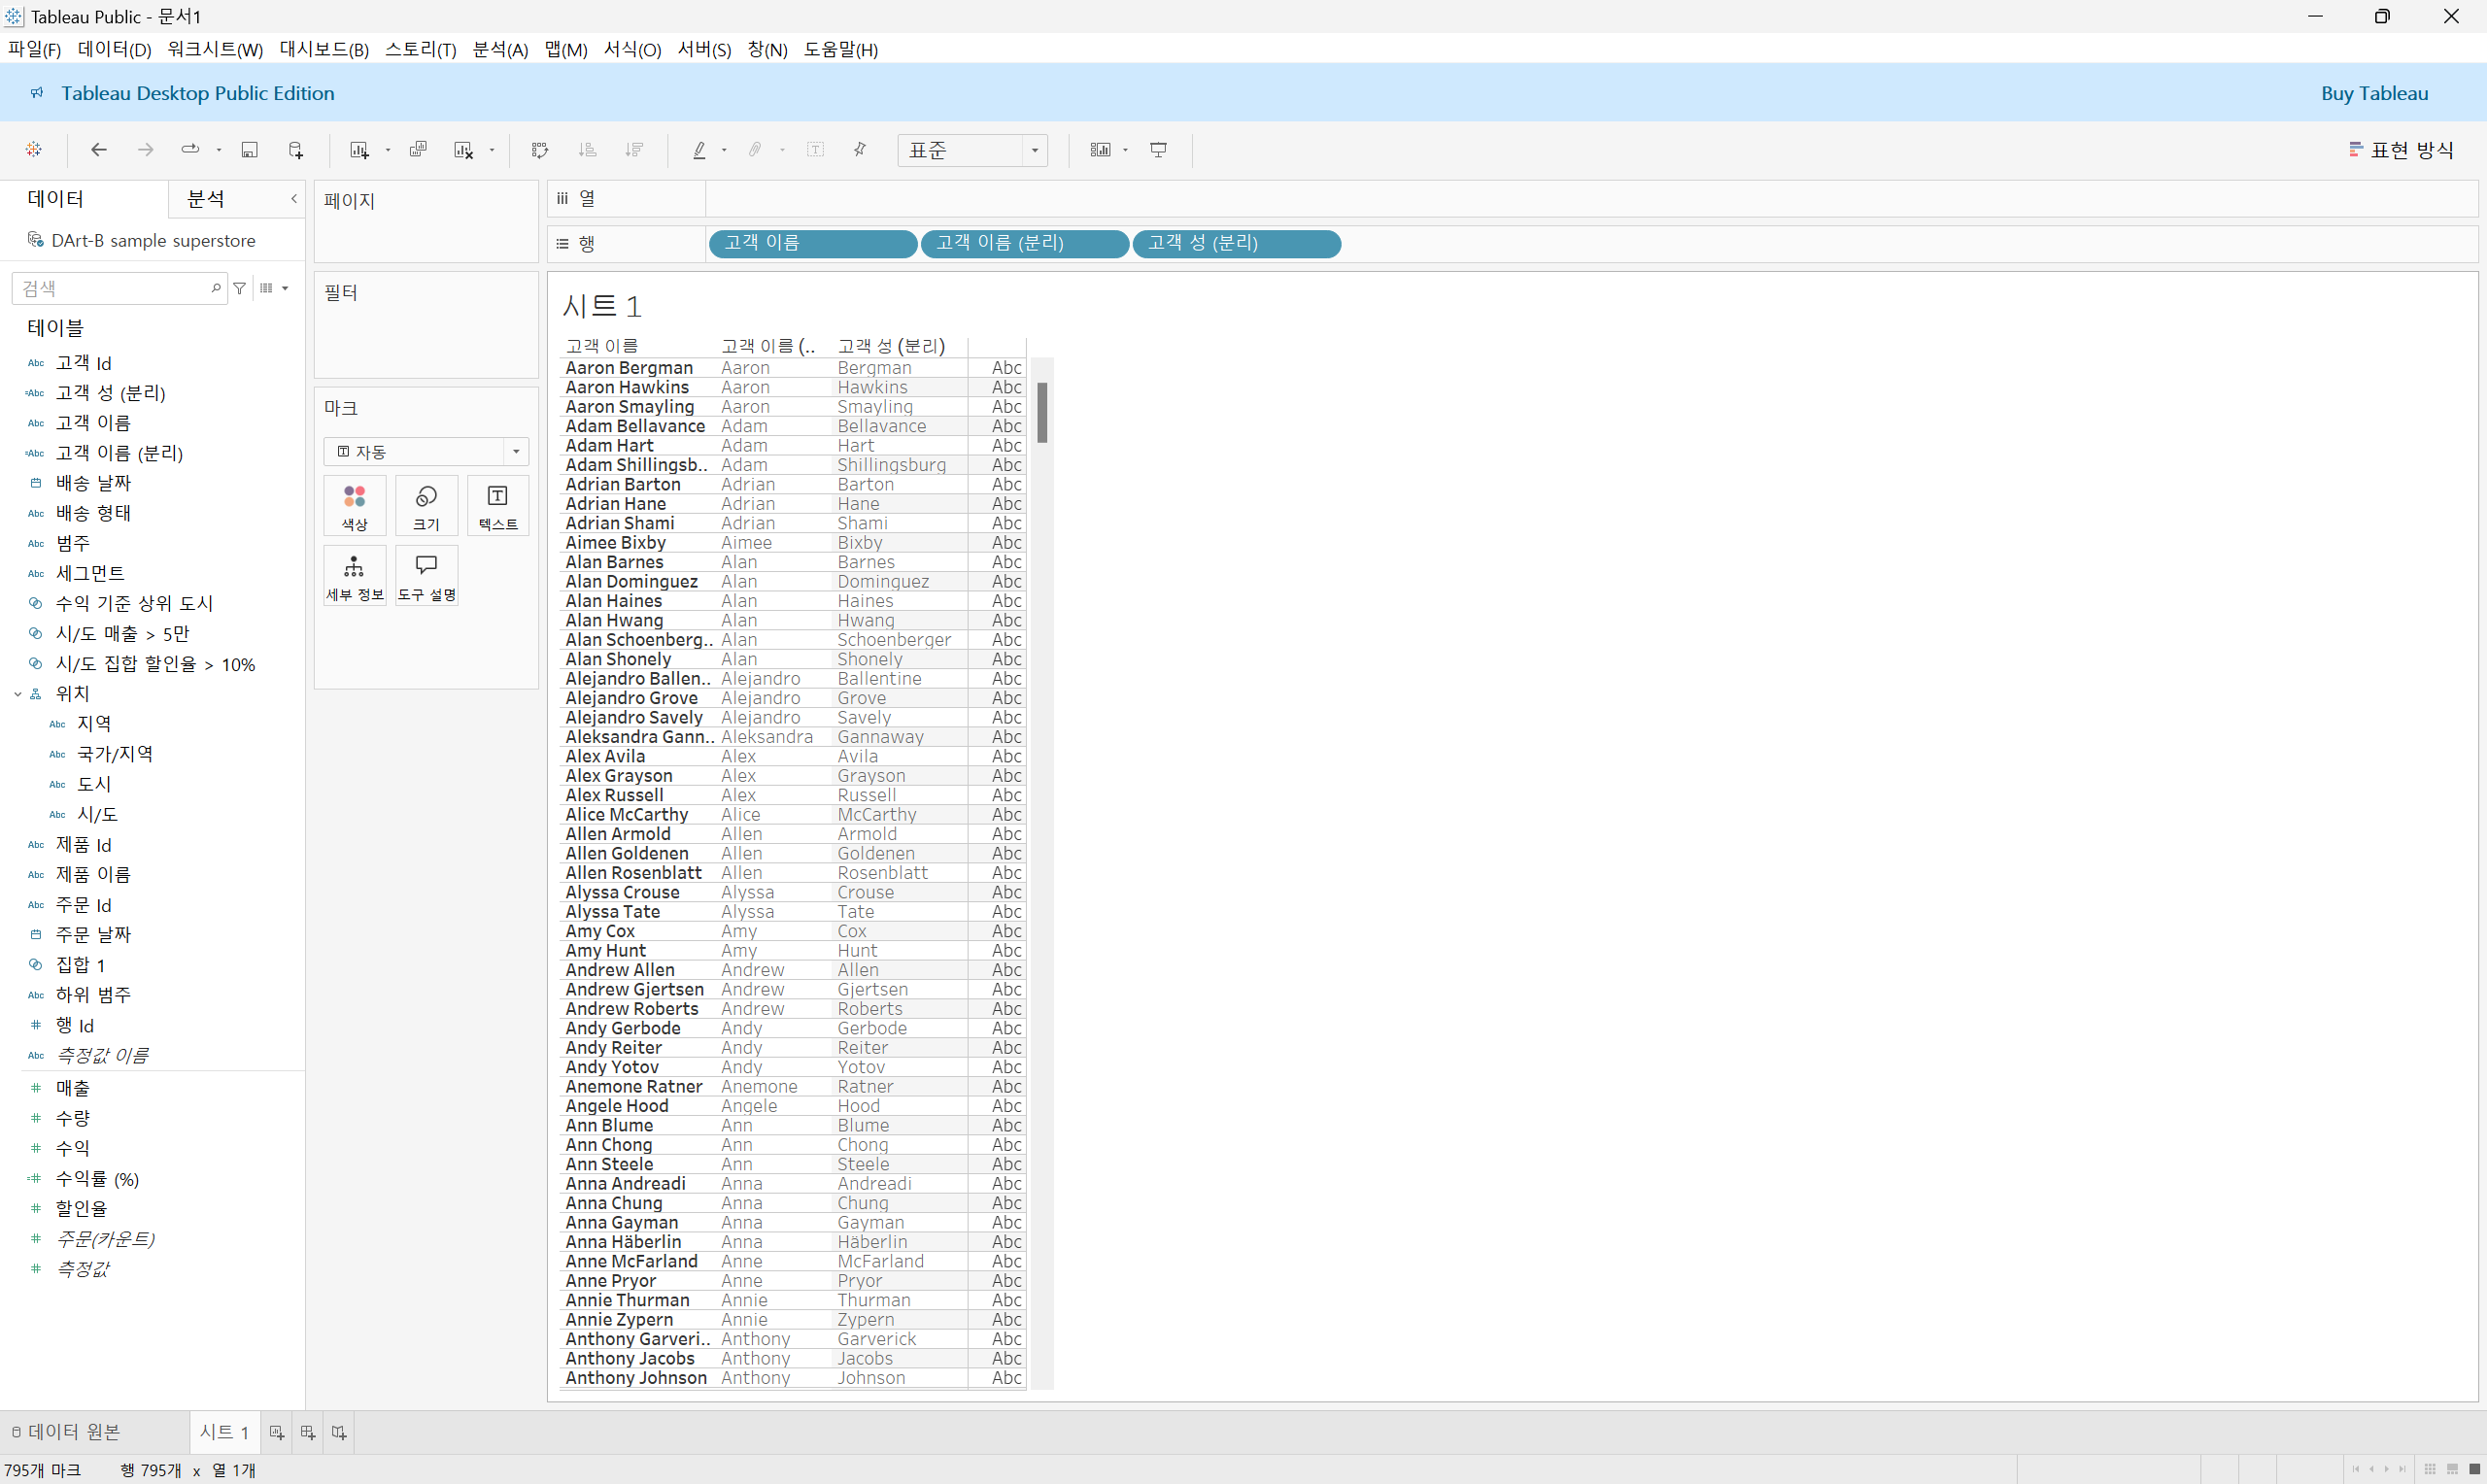 Tableau Public - 문서1
파일(F) 데이터(D) 워크시트(W) 대시보드(B) 스토리(T) 분석(A) 맵(M) 서식(O) 서버(S) 창(N) 도움말(H)
Tableau Desktop Public Edition
Buy Tableau
표준
표현 방식
데이터
분석
DArt-B sample superstore
검색
테이블
Abc 고객 Id
=Abc 고객 성 (분리)
Abc 고객 이름
=Abc 고객 이름 (분리)
배송 날짜
Abc 배송 형태
Abc 범주
Abc 세그먼트
수익 기준 상위 도시
시/도 매출 > 5만
시/도 집합 할인율 > 10%
위치
Abc 지역
Abc 국가/지역
Abc 도시
Abc 시/도
Abc 제품 Id
Abc 제품 이름
Abc 주문 Id
주문 날짜
집합 1
Abc 하위 범주
# 행 Id
Abc 측정값 이름
# 매출
# 수량
# 수익
=# 수익률 (%)
# 할인율
# 주문(카운트)
# 측정값
페이지
필터
마크
자동
색상
크기
텍스트
세부 정보
도구 설명
열
행 고객 이름 고객 이름 (분리) 고객 성 (분리)
시트 1
고객 이름 고객 이름 (.. 고객 성 (분리)
Aaron Bergman Aaron Bergman Abc
Aaron Hawkins Aaron Hawkins Abc
Aaron Smayling Aaron Smayling Abc
Adam Bellavance Adam Bellavance Abc
Adam Hart Adam Hart Abc
Adam Shillingsb.. Adam Shillingsburg Abc
Adrian Barton Adrian Barton Abc
Adrian Hane Adrian Hane Abc
Adrian Shami Adrian Shami Abc
Aimee Bixby Aimee Bixby Abc
Alan Barnes Alan Barnes Abc
Alan Dominguez Alan Dominguez Abc
Alan Haines Alan Haines Abc
Alan Hwang Alan Hwang Abc
Alan Schoenberg.. Alan Schoenberger Abc
Alan Shonely Alan Shonely Abc
Alejandro Ballen.. Alejandro Ballentine Abc
Alejandro Grove Alejandro Grove Abc
Alejandro Savely Alejandro Savely Abc
Aleksandra Gann.. Aleksandra Gannaway Abc
Alex Avila Alex Avila Abc
Alex Grayson Alex Grayson Abc
Alex Russell Alex Russell Abc
Alice McCarthy Alice McCarthy Abc
Allen Armold Allen Armold Abc
Allen Goldenen Allen Goldenen Abc
Allen Rosenblatt Allen Rosenblatt Abc
Alyssa Crouse Alyssa Crouse Abc
Alyssa Tate Alyssa Tate Abc
Amy Cox Amy Cox Abc
Amy Hunt Amy Hunt Abc
Andrew Allen Andrew Allen Abc
Andrew Gjertsen Andrew Gjertsen Abc
Andrew Roberts Andrew Roberts Abc
Andy Gerbode Andy Gerbode Abc
Andy Reiter Andy Reiter Abc
Andy Yotov Andy Yotov Abc
Anemone Ratner Anemone Ratner Abc
Angele Hood Angele Hood Abc
Ann Blume Ann Blume Abc
Ann Chong Ann Chong Abc
Ann Steele Ann Steele Abc
Anna Andreadi Anna Andreadi Abc
Anna Chung Anna Chung Abc
Anna Gayman Anna Gayman Abc
Anna Häberlin Anna Häberlin Abc
Anne McFarland Anne McFarland Abc
Anne Pryor Anne Pryor Abc
Annie Thurman Annie Thurman Abc
Annie Zypern Annie Zypern Abc
Anthony Garveri.. Anthony Garverick Abc
Anthony Jacobs Anthony Jacobs Abc
Anthony Johnson Anthony Johnson Abc
데이터 원본
시트 1
795개 마크 행 795개 x 열 1개